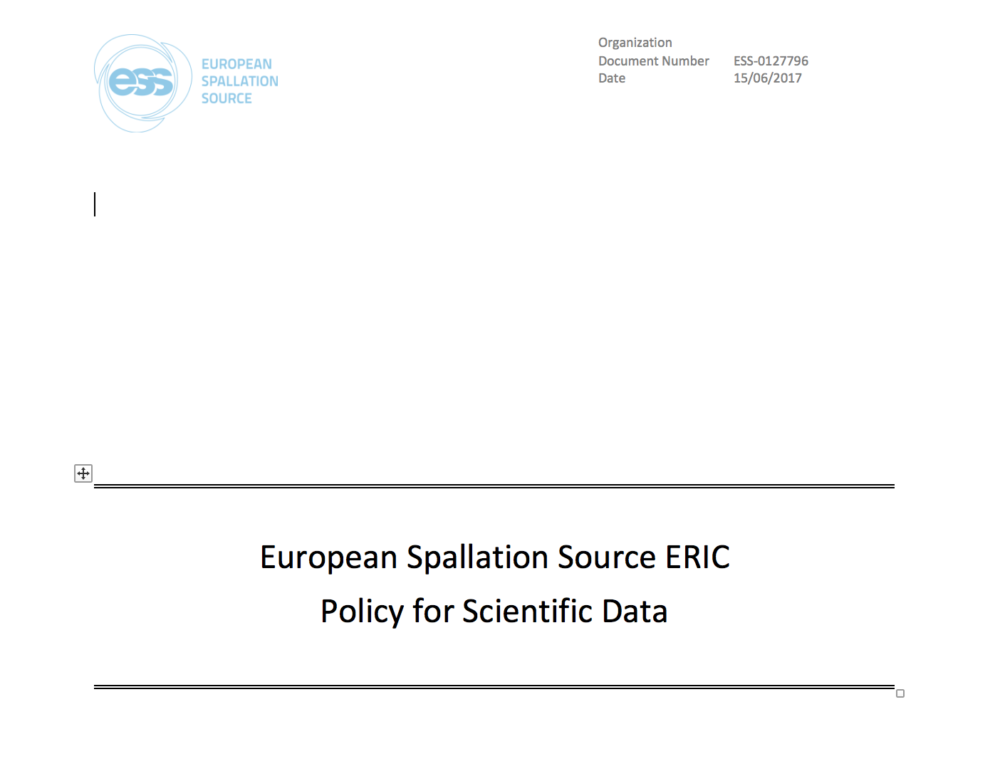 ess
EUROPEAN
SPALLATION
SOURCE
Organization
Document Number ESS-0127796
Date 15/06/2017
European Spallation Source ERIC
Policy for Scientific Data